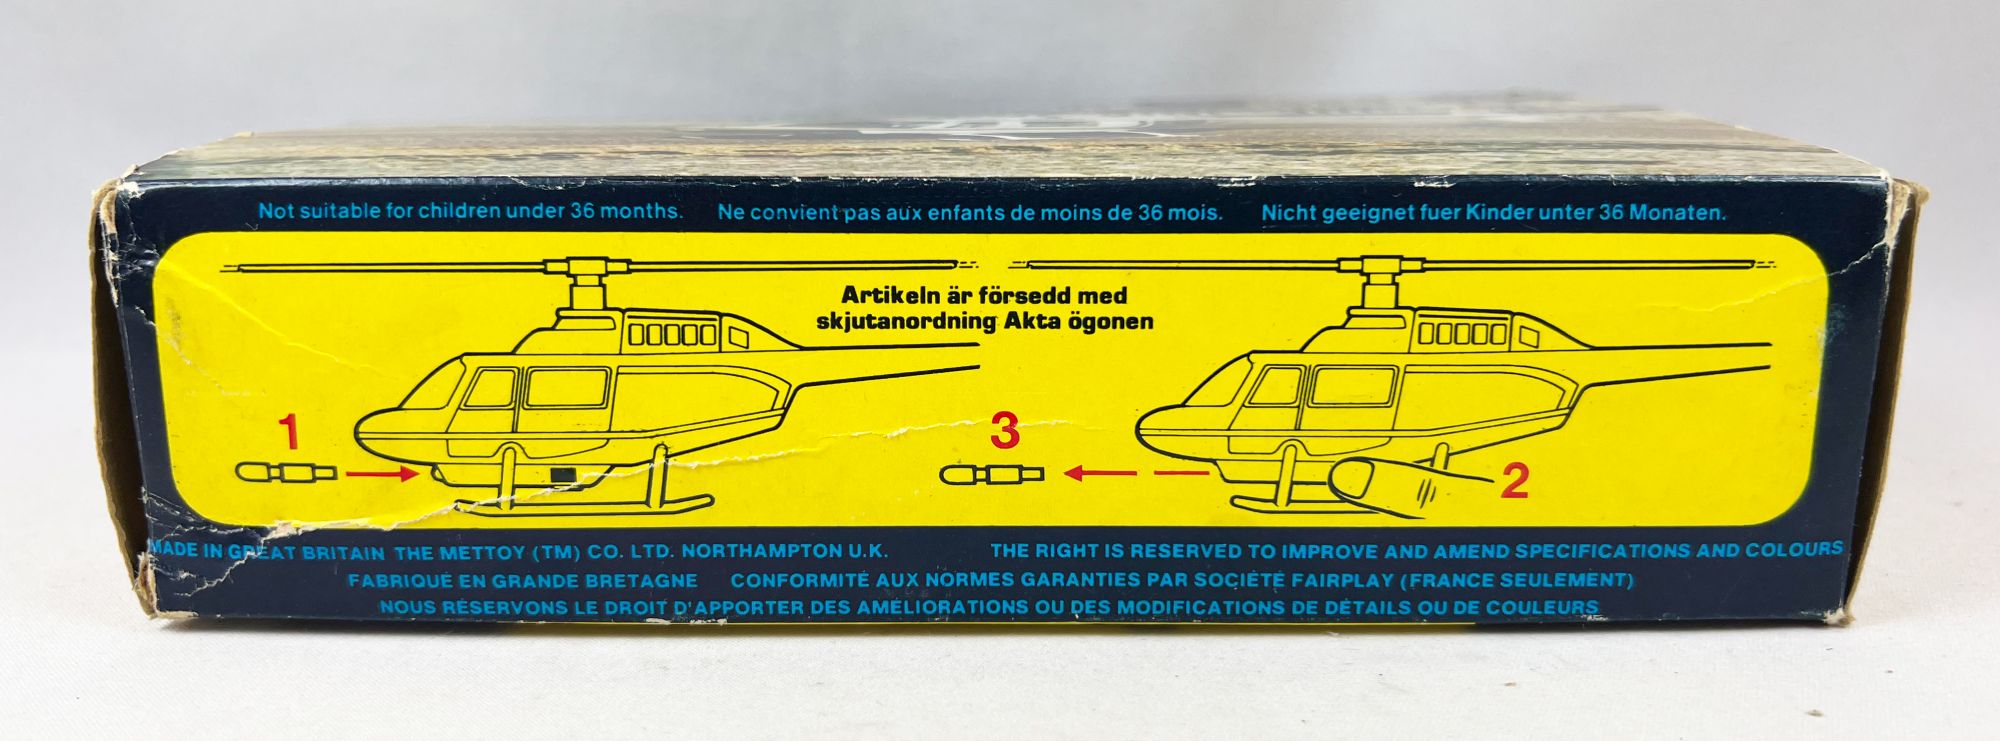 Not suitable for children under 36 months. Ne convient pas aux enfants de moins de 36 mois. Nicht geeignet fuer Kinder unter 36 Monaten.
Artikeln är försedd med
skjutanordning Akta ögonen
1
3
2
MADE IN GREAT BRITAIN THE METTOY (TM) CO. LTD. NORTHAMPTON U.K. THE RIGHT IS RESERVED TO IMPROVE AND AMEND SPECIFICATIONS AND COLOURS
FABRIQUÉ EN GRANDE BRETAGNE CONFORMITÉ AUX NORMES GARANTIES PAR SOCIÉTÉ FAIRPLAY (FRANCE SEULEMENT)
NOUS RÉSERVONS LE DROIT D'APPORTER DES AMÉLIORATIONS OU DES MODIFICATIONS DE DÉTAILS OU DE COULEURS